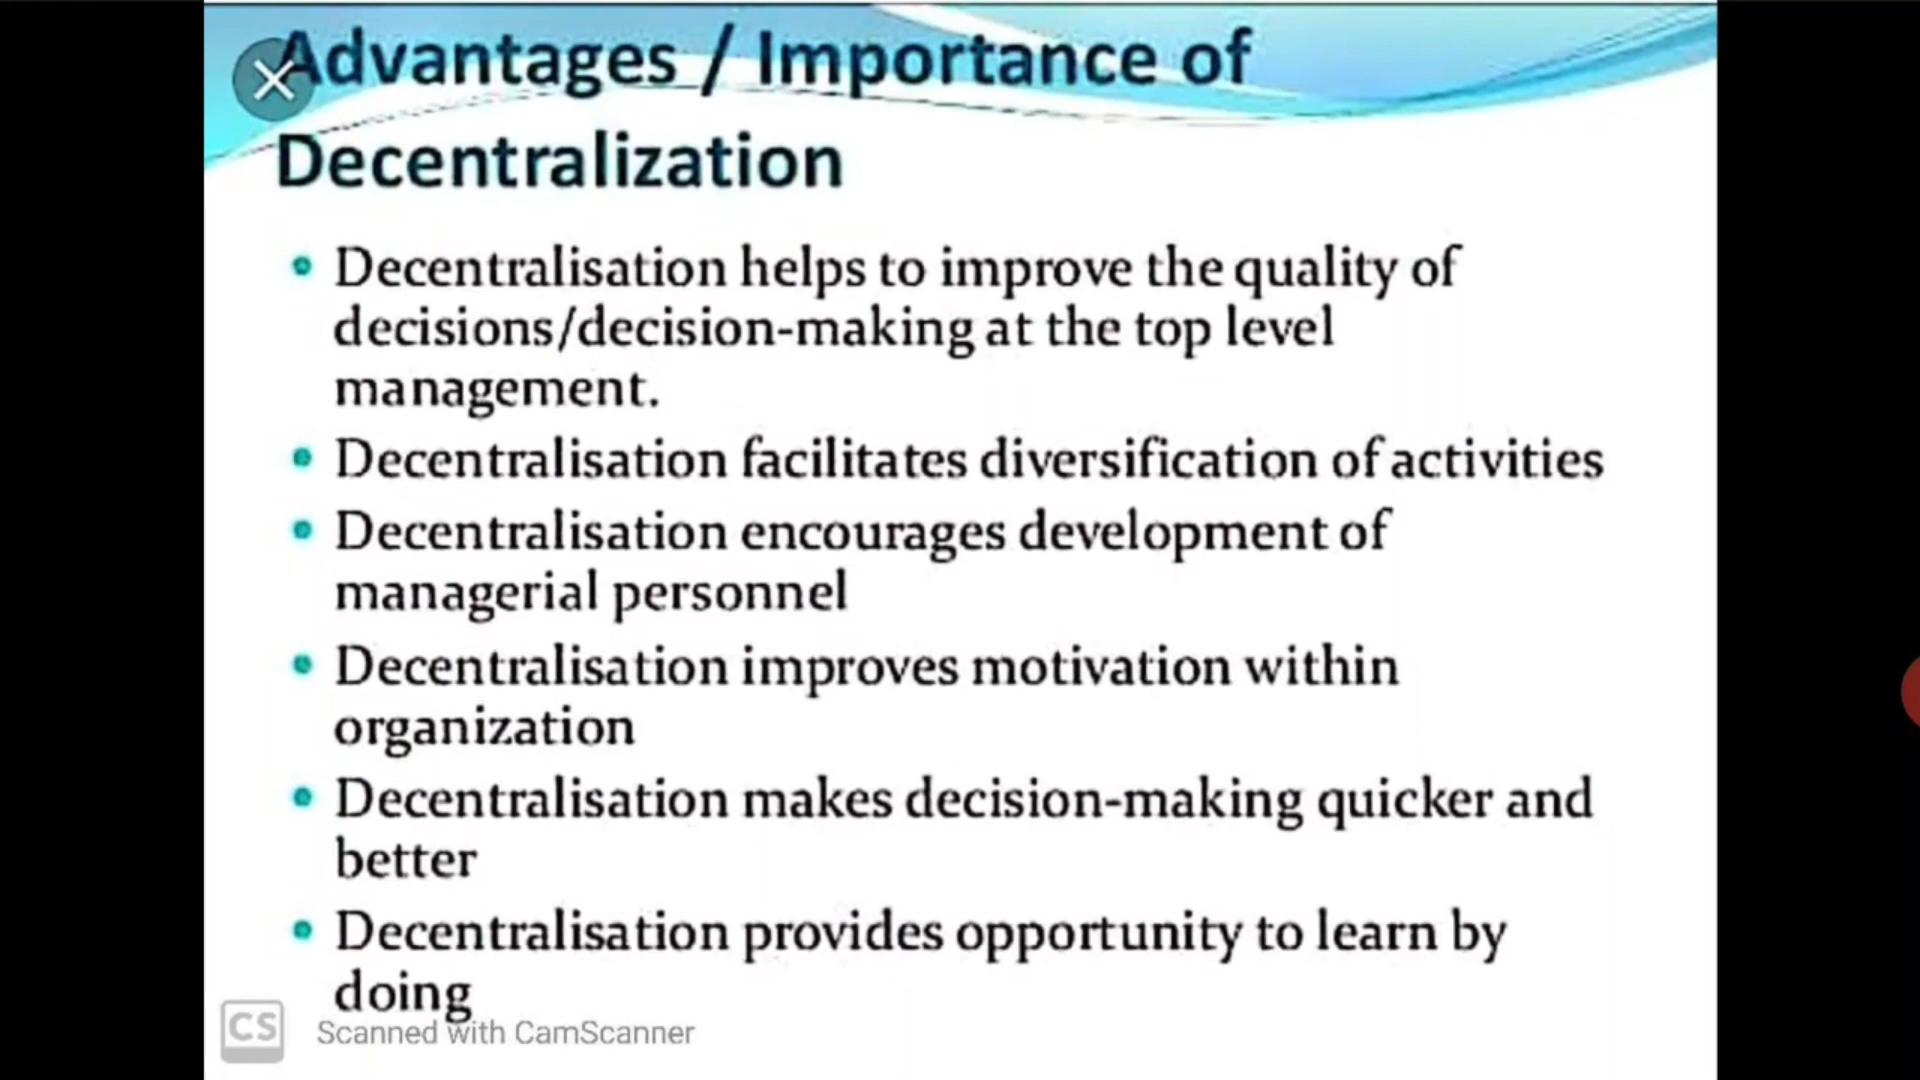 Advantages / Importance of
Decentralization
• Decentralisation helps to improve the quality of
decisions/decision-making at the top level
management.
• Decentralisation facilitates diversification of activities
• Decentralisation encourages development of
managerial personnel
• Decentralisation improves motivation within
organization
• Decentralisation makes decision-making quicker and
better
• Decentralisation provides opportunity to learn by
doing
CS Scanned with CamScanner